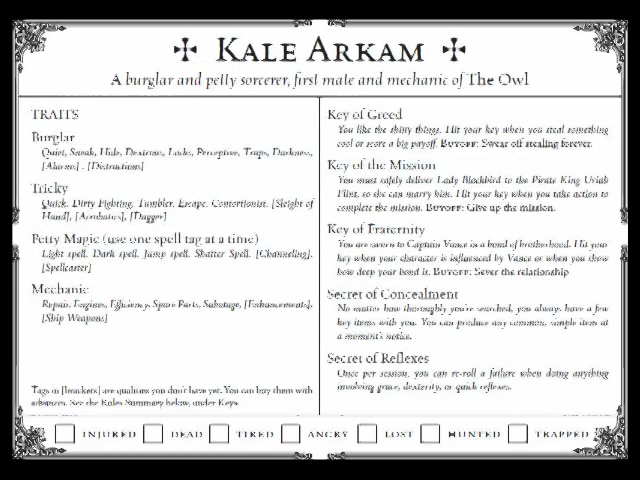 KALE ARKAM
A burglar and petty sorcerer, first mate and mechanic of The Owl
TRAITS
Burglar
Quiet, Sneak, Hide, Dextrous, Locks, Perceptive, Traps, Darkness,
[Alarms] . [Distractions]
Tricky
Quick. Dirty Fighting. Tumbler. Escape. Contortionist. [Sleight of
Hand], [Acrobatics], [Dagger]
Petty Magic (use one spell tag at a time)
Light spell. Dark spell. Jump spell. Shatter Spell. [Channeling].
[Spellcaster]
Mechanic
Repair, Engines, Efficiency, Spare Parts, Sabotage, [Enhancements],
[Ship Weapons]
Tags in [brackets] are qualities you don't have yet. You can buy them with
advances. See the Rules Summary below, under Keys.
Key of Greed
You like the shiny things. Hit your key when you steal something
cool or score a big payoff. BUYOFF: Swear off stealing forever.
Key of the Mission
You must safely deliver Lady Blackbird to the Pirate King Uriah
Flint, so she can marry him. Hit your key when you take action to
complete the mission. BUYOFF: Give up the mission.
Key of Fraternity
You are sworn to Captain Vance in a bond of brotherhood. Hit your
key when your character is influenced by Vance or when you show
how deep your bond is. BUYOFF: Sever the relationship
Secret of Concealment
No matter how thoroughly you're searched, you always have a few
key items with you. You can produce any common, simple item at
a moment's notice.
Secret of Reflexes
Once per session, you can re-roll a failure when doing anything
involving grace, dexterity, or quick reflexes.
INJURED DEAD TIRED ANGRY LOST HUNTED TRAPPED